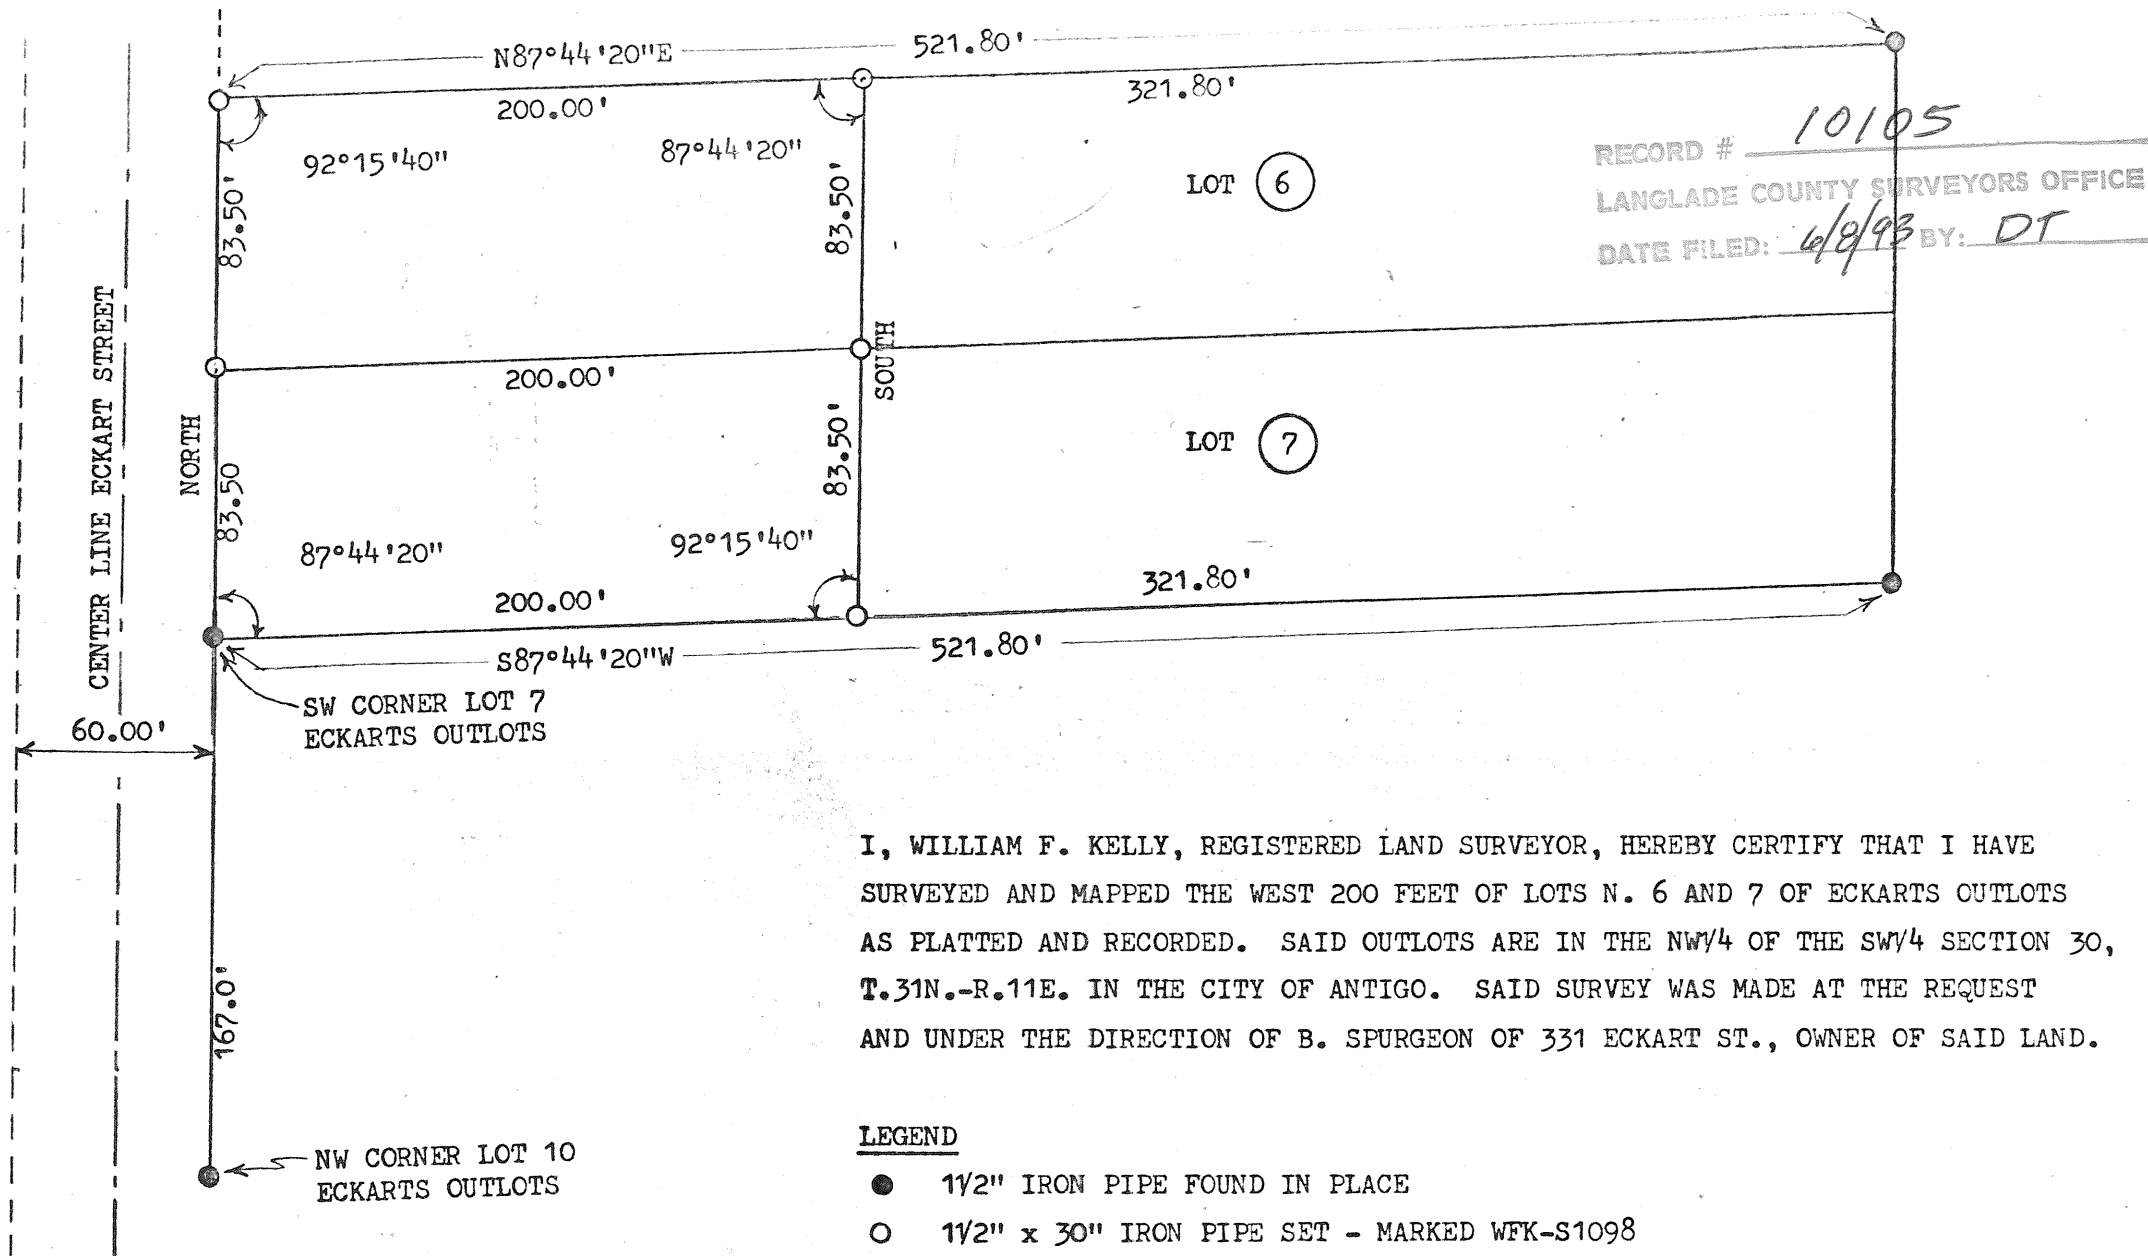 N87°44'20"E 521.80'
200.00' 321.80'
92°15'40" 87°44'20"
83.50' 83.50'
LOT 6
RECORD # 10105
LANGLADE COUNTY SURVEYORS OFFICE
DATE FILED: 6/8/93 BY: DT
CENTER LINE ECKART STREET
NORTH
200.00'
SOUTH
83.50 83.50'
LOT 7
87°44'20" 92°15'40"
200.00' 321.80'
S87°44'20"W 521.80'
SW CORNER LOT 7
ECKARTS OUTLOTS
60.00'
167.0'
I, WILLIAM F. KELLY, REGISTERED LAND SURVEYOR, HEREBY CERTIFY THAT I HAVE
SURVEYED AND MAPPED THE WEST 200 FEET OF LOTS N. 6 AND 7 OF ECKARTS OUTLOTS
AS PLATTED AND RECORDED. SAID OUTLOTS ARE IN THE NW1/4 OF THE SW1/4 SECTION 30,
T.31N.-R.11E. IN THE CITY OF ANTIGO. SAID SURVEY WAS MADE AT THE REQUEST
AND UNDER THE DIRECTION OF B. SPURGEON OF 331 ECKART ST., OWNER OF SAID LAND.
NW CORNER LOT 10
ECKARTS OUTLOTS
LEGEND
11/2" IRON PIPE FOUND IN PLACE
11/2" x 30" IRON PIPE SET - MARKED WFK-S1098